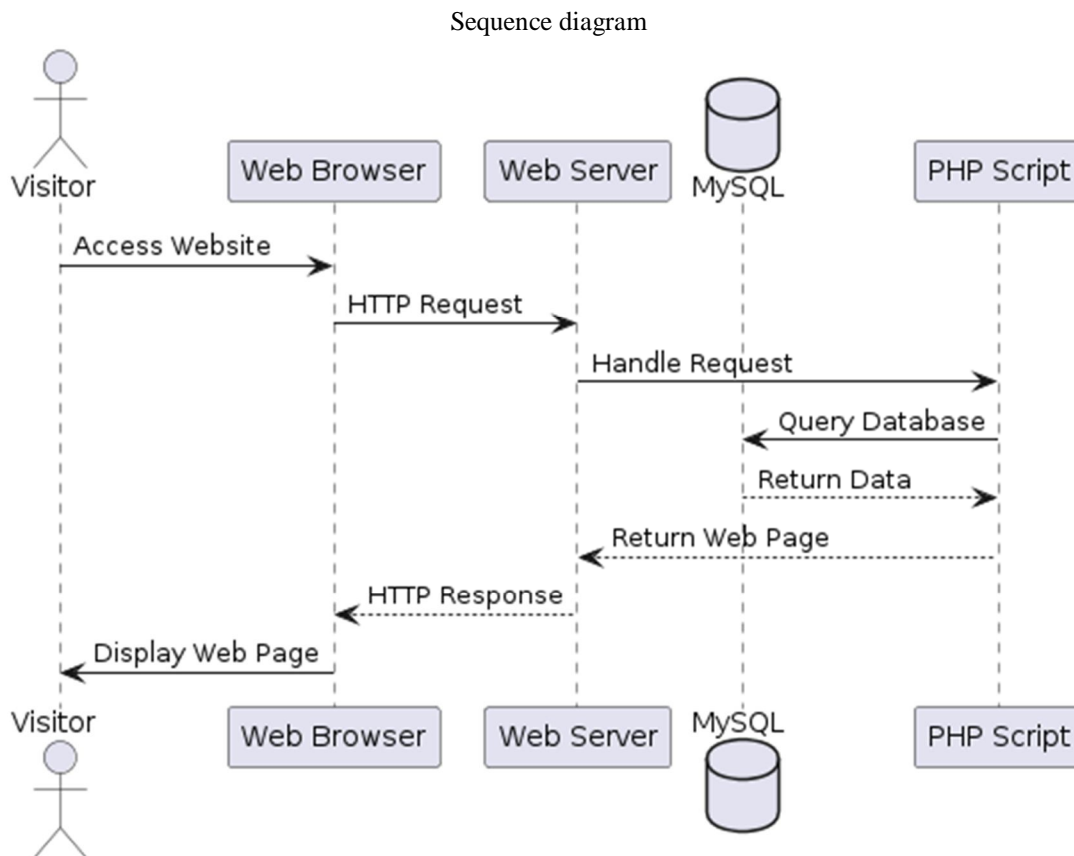 Sequence diagram
Visitor
Web Browser
Web Server
MySQL
PHP Script
Access Website
HTTP Request
Handle Request
Query Database
Return Data
Return Web Page
HTTP Response
Display Web Page
Visitor
Web Browser
Web Server
MySQL
PHP Script